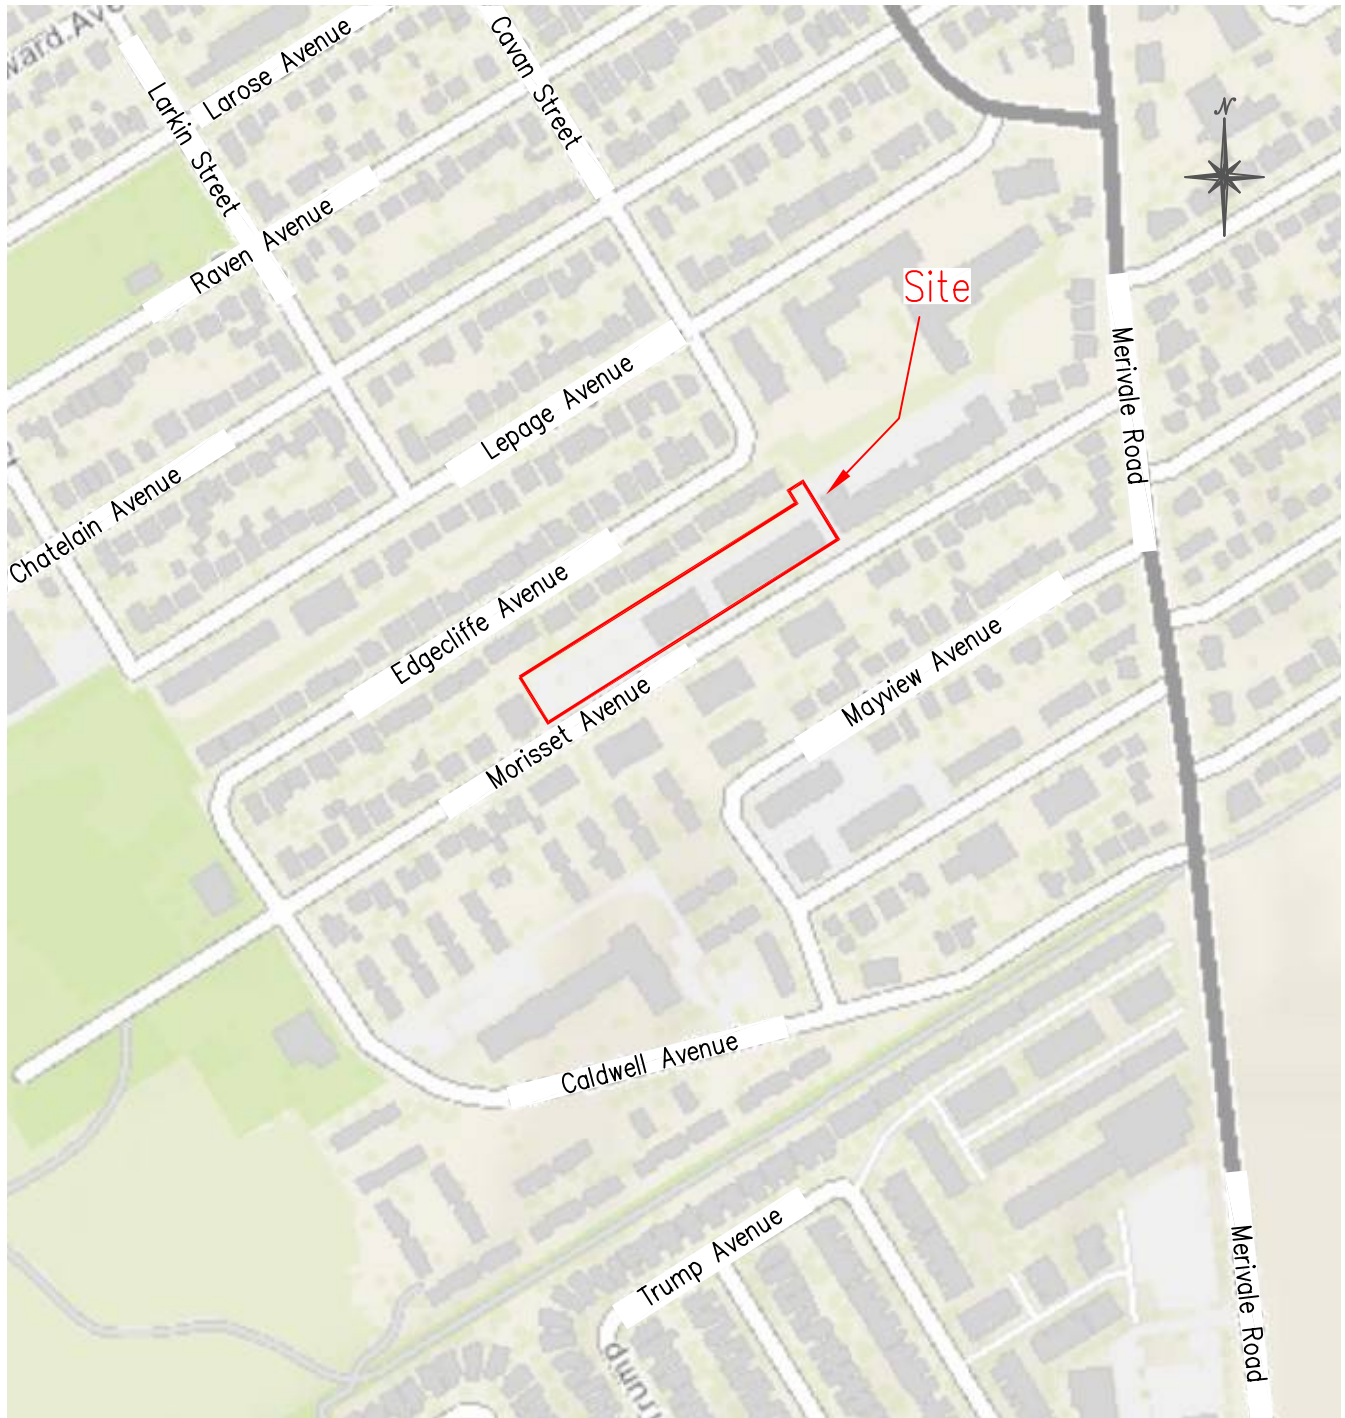 Larose Avenue
Cavan Street
Larkin Street
N
Raven Avenue
Site
Merivale Road
Lepage Avenue
Chatelain Avenue
Edgecliffe Avenue
Mayview Avenue
Morisset Avenue
Caldwell Avenue
Trump Avenue
Merivale Road
Trump